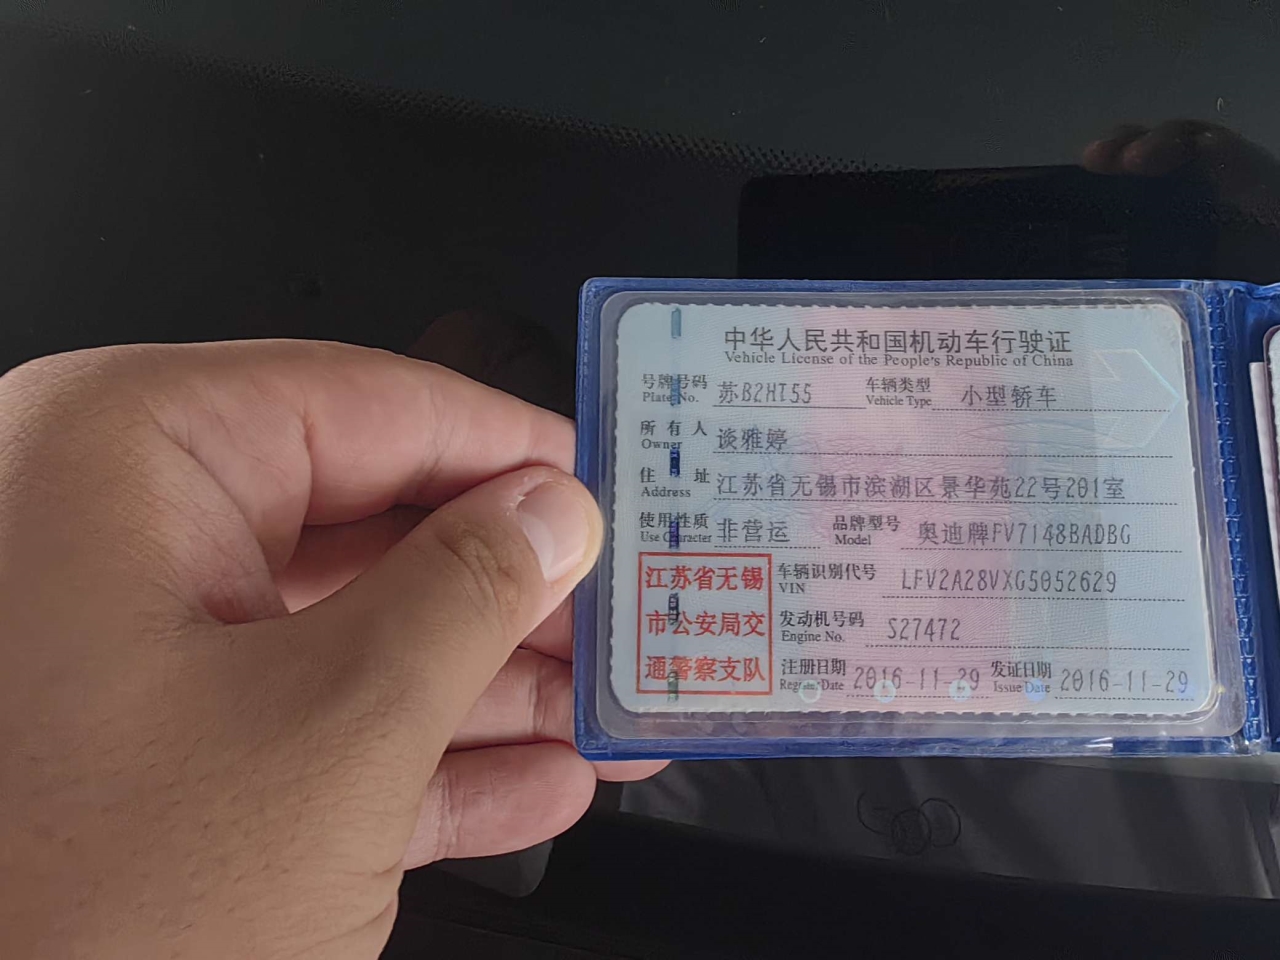 中华人民共和国机动车行驶证
Vehicle License of the People's Republic of China
号牌号码 苏B2HT55 车辆类型 小型轿车
Plate No. Vehicle Type
所有人 谈雅婷
Owner
住址 江苏省无锡市滨湖区景华苑22号201室
Address
使用性质 非营运 品牌型号 奥迪牌FV7148BADBG
Use Character Model
江苏省无锡 车辆识别代号 LFV2A28VXG5052629
VIN
市公安局交 发动机号码 S27472
Engine No.
通警察支队 注册日期 2016-11-29 发证日期 2016-11-29
Register Date Issue Date